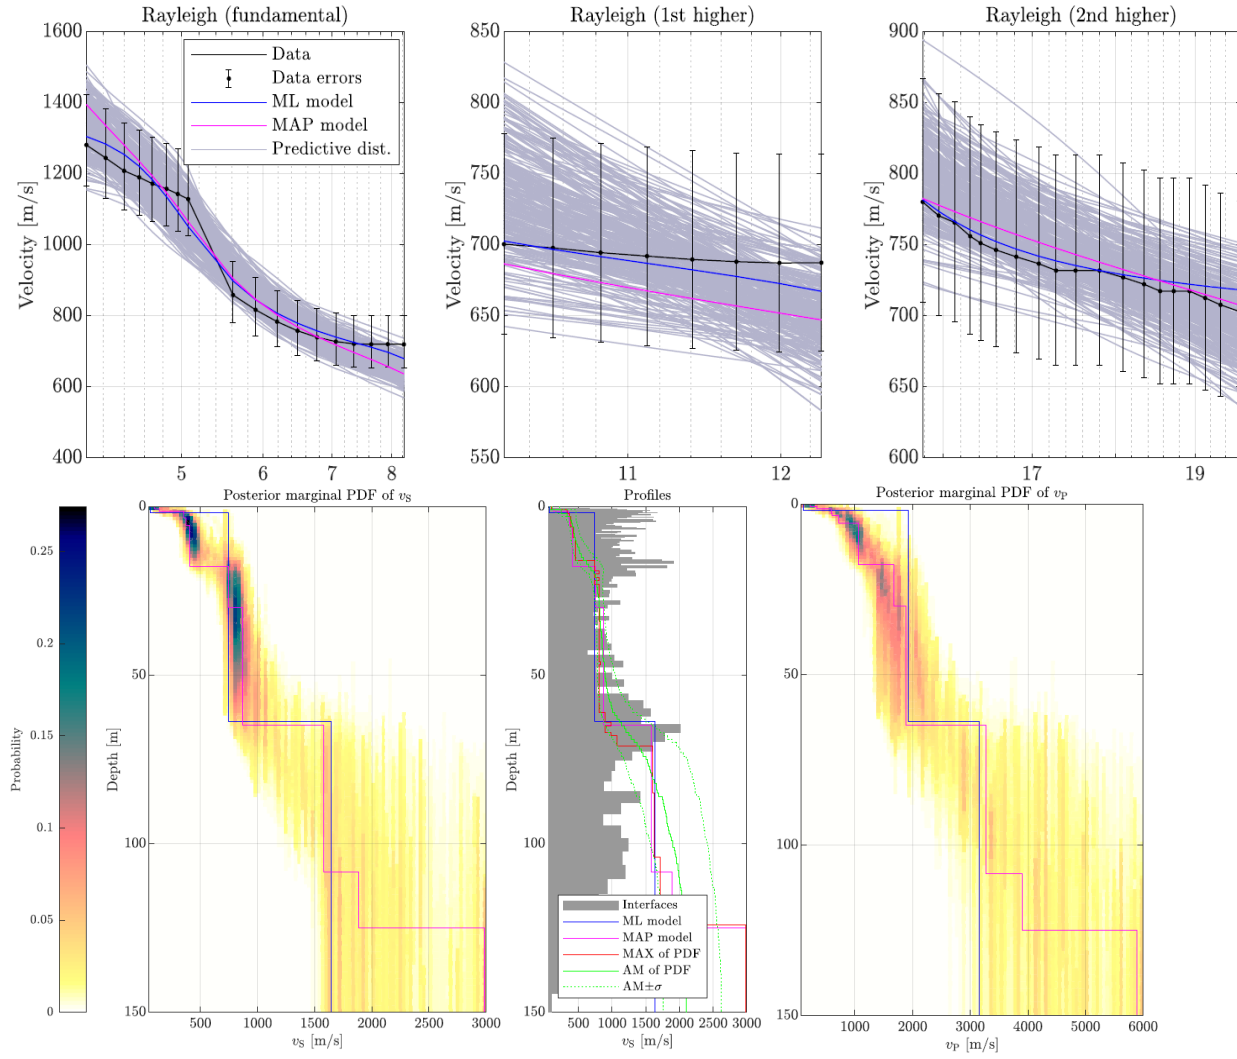 Rayleigh (fundamental)
Rayleigh (1st higher)
Rayleigh (2nd higher)
1600
1400
1200
1000
800
600
400
Velocity [m/s]
Data
Data errors
ML model
MAP model
Predictive dist.
5
6
7
8
850
800
750
700
650
600
550
Velocity [m/s]
11
12
900
850
800
750
700
650
600
Velocity [m/s]
17
19
Posterior marginal PDF of vS
Profiles
Posterior marginal PDF of vP
0.25
0.2
0.15
0.1
0.05
0
Probability
0
50
100
150
Depth [m]
500
1000
1500
2000
2500
3000
vS [m/s]
0
50
100
150
Depth [m]
Interfaces
ML model
MAP model
MAX of PDF
AM of PDF
AM±σ
500
1000
1500
2000
2500
3000
vS [m/s]
0
50
100
150
Depth [m]
1000
2000
3000
4000
5000
6000
vP [m/s]